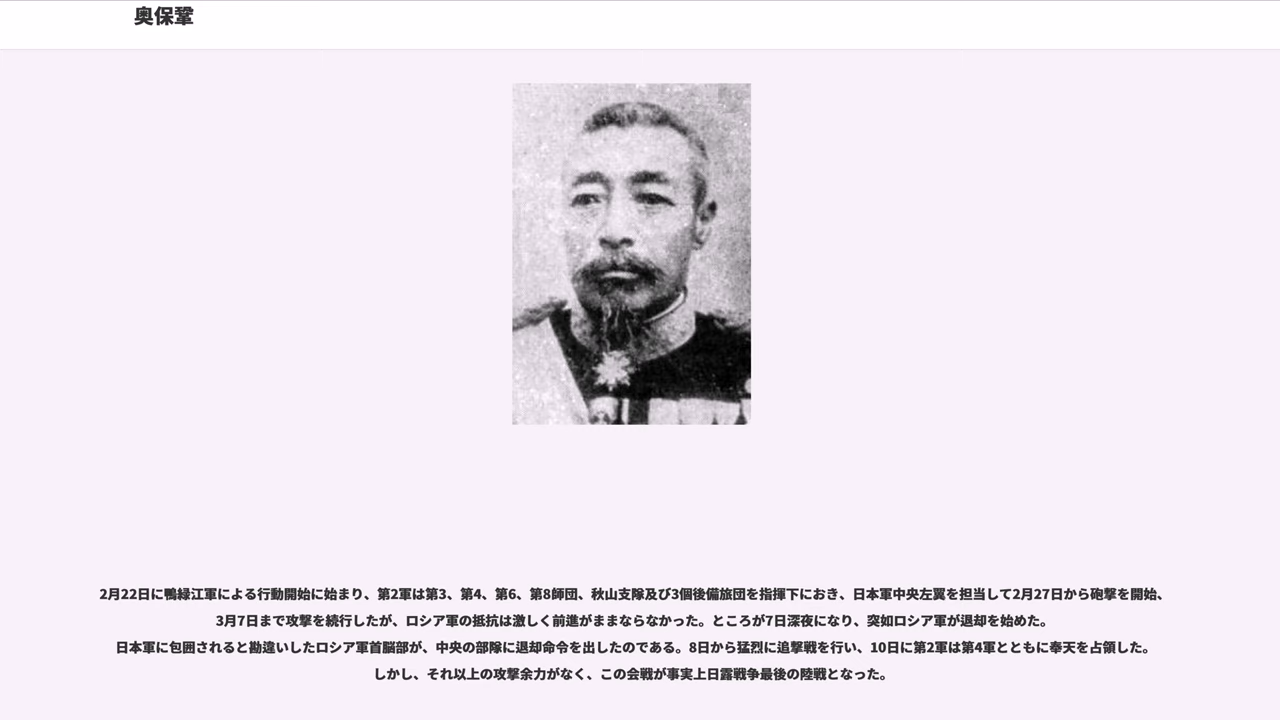 奥保鞏
2月22日に鴨緑江軍による行動開始に始まり、第2軍は第3、第4、第6、第8師団、秋山支隊及び3個後備旅団を指揮下におき、日本軍中央左翼を担当して2月27日から砲撃を開始、
3月7日まで攻撃を続行したが、ロシア軍の抵抗は激しく前進がままならなかった。ところが7日深夜になり、突如ロシア軍が退却を始めた。
日本軍に包囲されると勘違いしたロシア軍首脳部が、中央の部隊に退却命令を出したのである。8日から猛烈に追撃戦を行い、10日に第2軍は第4軍とともに奉天を占領した。
しかし、それ以上の攻撃余力がなく、この会戦が事実上日露戦争最後の陸戦となった。